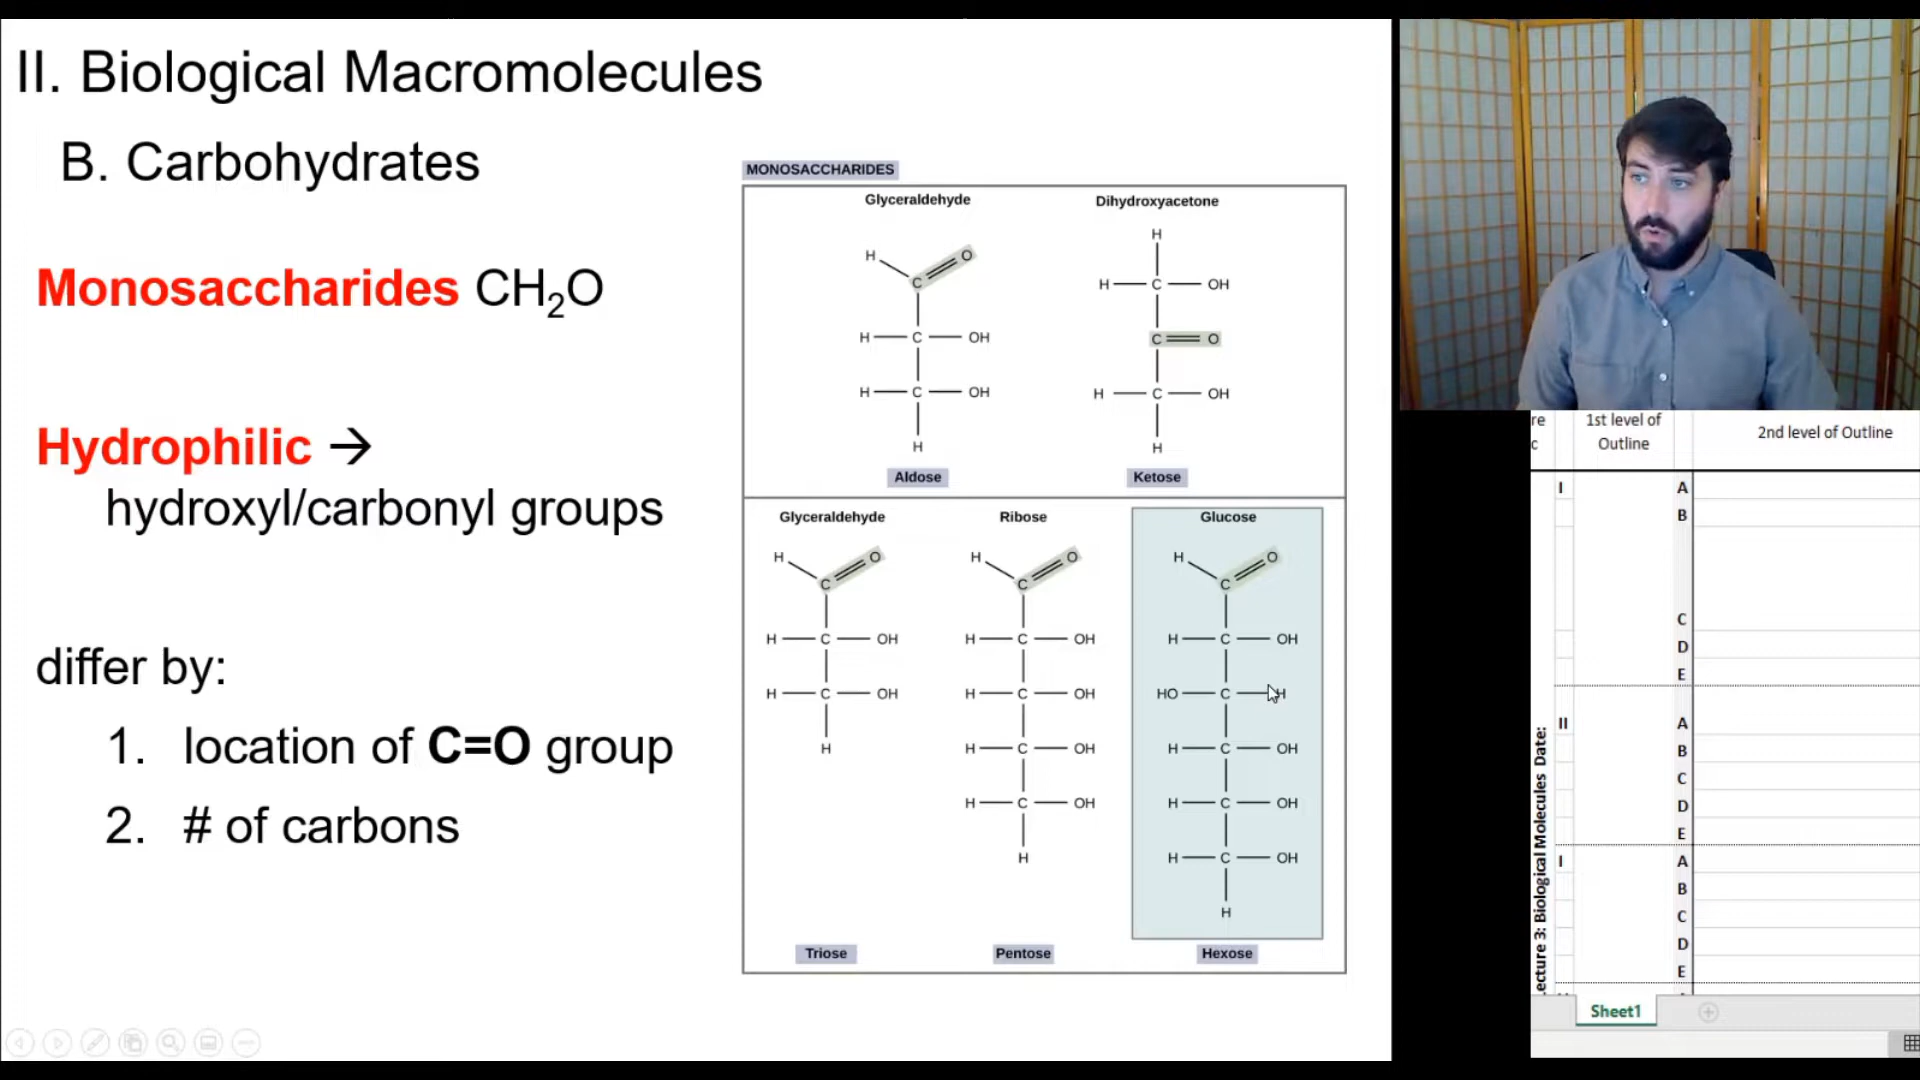 II. Biological Macromolecules
B. Carbohydrates
Monosaccharides CH₂O
Hydrophilic →
hydroxyl/carbonyl groups
differ by:
1. location of C=O group
2. # of carbons
MONOSACCHARIDES
Glyceraldehyde Dihydroxyacetone
H O
C
H C OH
H C OH
H
Aldose
H
H C OH
C O
H C OH
H
Ketose
Glyceraldehyde Ribose Glucose
H O
C
H C OH
H C OH
H
Triose
H O
C
H C OH
H C OH
H C OH
H C OH
H
Pentose
H O
C
H C OH
HO C H
H C OH
H C OH
H C OH
H
Hexose
re
c
1st level of
Outline
2nd level of Outline
ecture 3: Biological Molecules Date:
I A
B
C
D
E
II A
B
C
D
E
I A
B
C
D
E
Sheet1